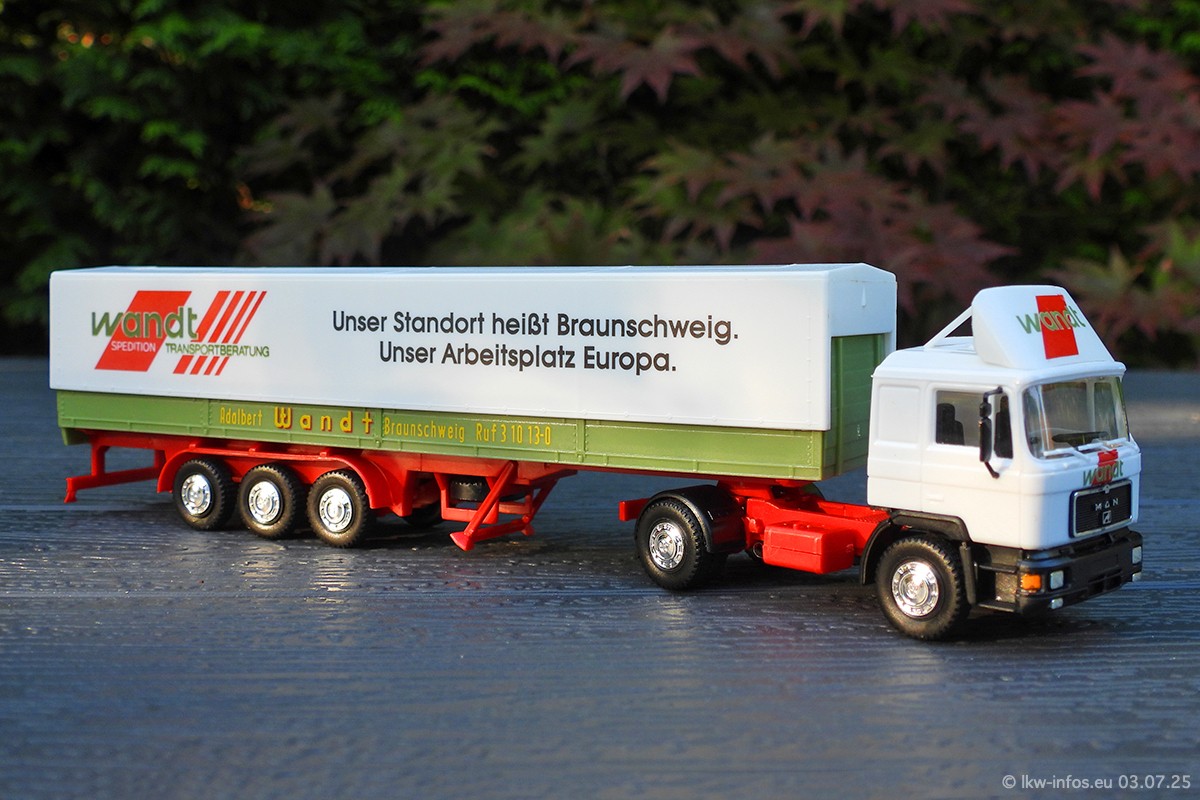 wandt
SPEDITION TRANSPORTBERATUNG
Unser Standort heißt Braunschweig.
Unser Arbeitsplatz Europa.
Adalbert Wandt Braunschweig Ruf 3 10 13-0
wandt
wandt
MAN
© lkw-infos.eu 03.07.25